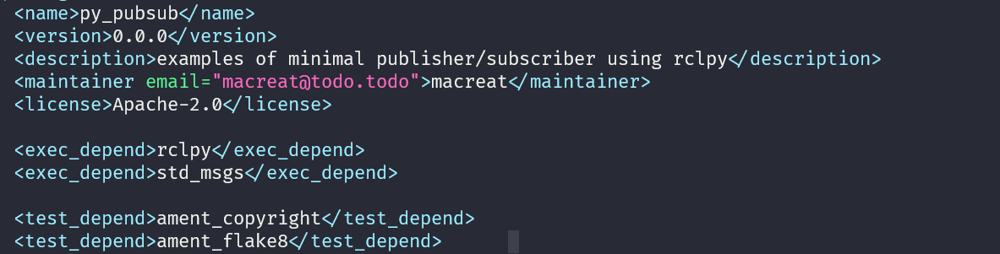 <name>py_pubsub</name>
<version>0.0.0</version>
<description>examples of minimal publisher/subscriber using rclpy</description>
<maintainer email="macreat@todo.todo">macreat</maintainer>
<license>Apache-2.0</license>
<exec_depend>rclpy</exec_depend>
<exec_depend>std_msgs</exec_depend>
<test_depend>ament_copyright</test_depend>
<test_depend>ament_flake8</test_depend>